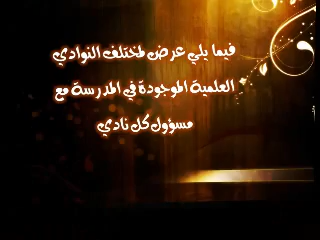 فيما يلي عرض لمختلف النوادي
العلمية الموجودة في المدرسة مع
مسؤول كل نادي